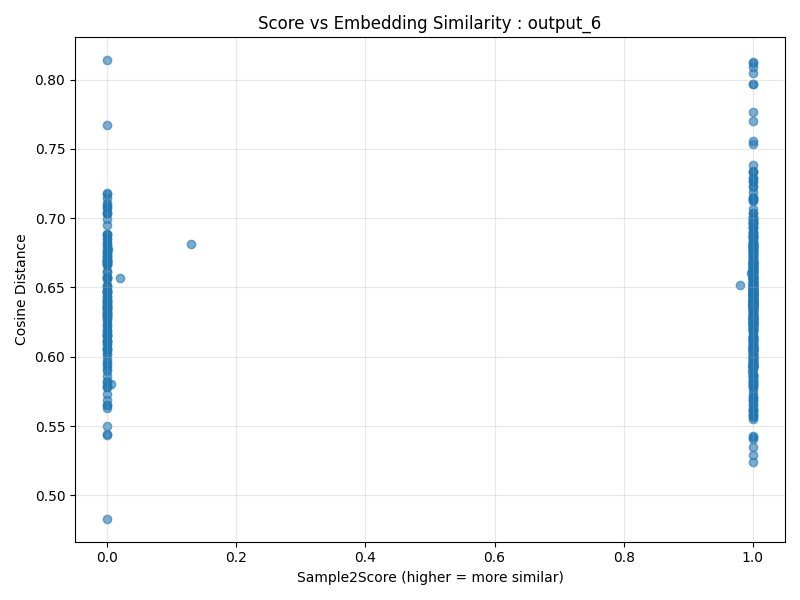 Score vs Embedding Similarity : output_6
0.80
0.75
0.70
0.65
0.60
0.55
0.50
Cosine Distance
0.0 0.2 0.4 0.6 0.8 1.0
Sample2Score (higher = more similar)